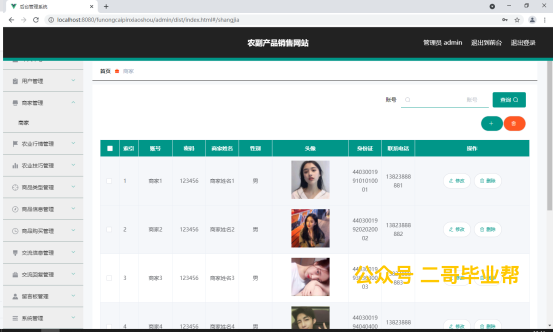 后台管理系统
localhost:8080/funongcaipinxiaoshou/admin/dist/index.html#/shangjia
农副产品销售网站
管理员 admin 退出到前台 退出登录
首页 商家
用户管理
商家管理
商家
农业行情管理
农业技巧管理
商品类型管理
商品信息管理
商品购买管理
交流信息管理
交流回复管理
留言板管理
系统管理
账号 账号 查询
索引 账号 密码 商家姓名 性别 头像 身份证 联系电话 操作
1 商家1 123456 商家姓名1 男 440300199101010001 13823888881 修改 删除
2 商家2 123456 商家姓名2 男 440300199202020002 13823888882 修改 删除
3 商家3 123456 商家姓名3 男
4 商家4 123456 商家姓名4 男
公众号 二哥毕业帮